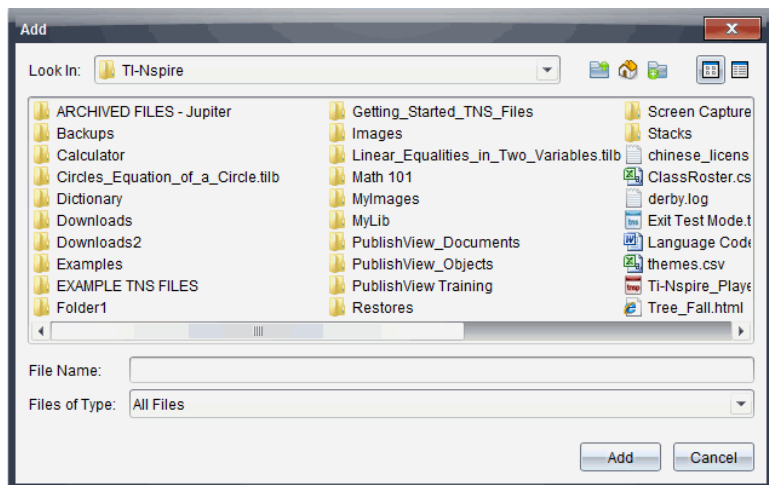 Add
Look In: TI-Nspire
ARCHIVED FILES - Jupiter
Backups
Calculator
Circles_Equation_of_a_Circle.tilb
Dictionary
Downloads
Downloads2
Examples
EXAMPLE TNS FILES
Folder1
Getting_Started_TNS_Files
Images
Linear_Equalities_in_Two_Variables.tilb
Math 101
MyImages
MyLib
PublishView_Documents
PublishView_Objects
PublishView Training
Restores
Screen Capture
Stacks
chinese_licens
ClassRoster.cs
derby.log
Exit Test Mode.t
Language Code
themes.csv
Ti-Nspire_Playe
Tree_Fall.html
File Name:
Files of Type: All Files
Add Cancel